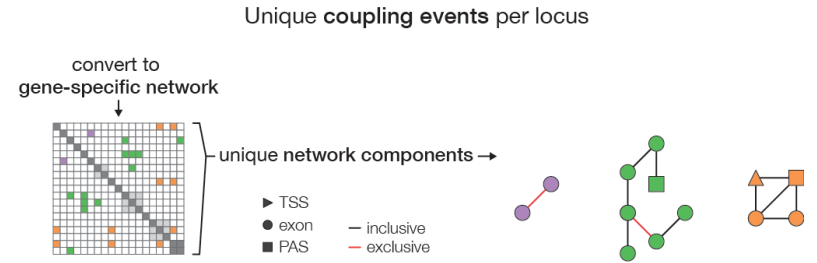 Unique coupling events per locus
convert to
gene-specific network
unique network components
TSS
exon
PAS
inclusive
exclusive